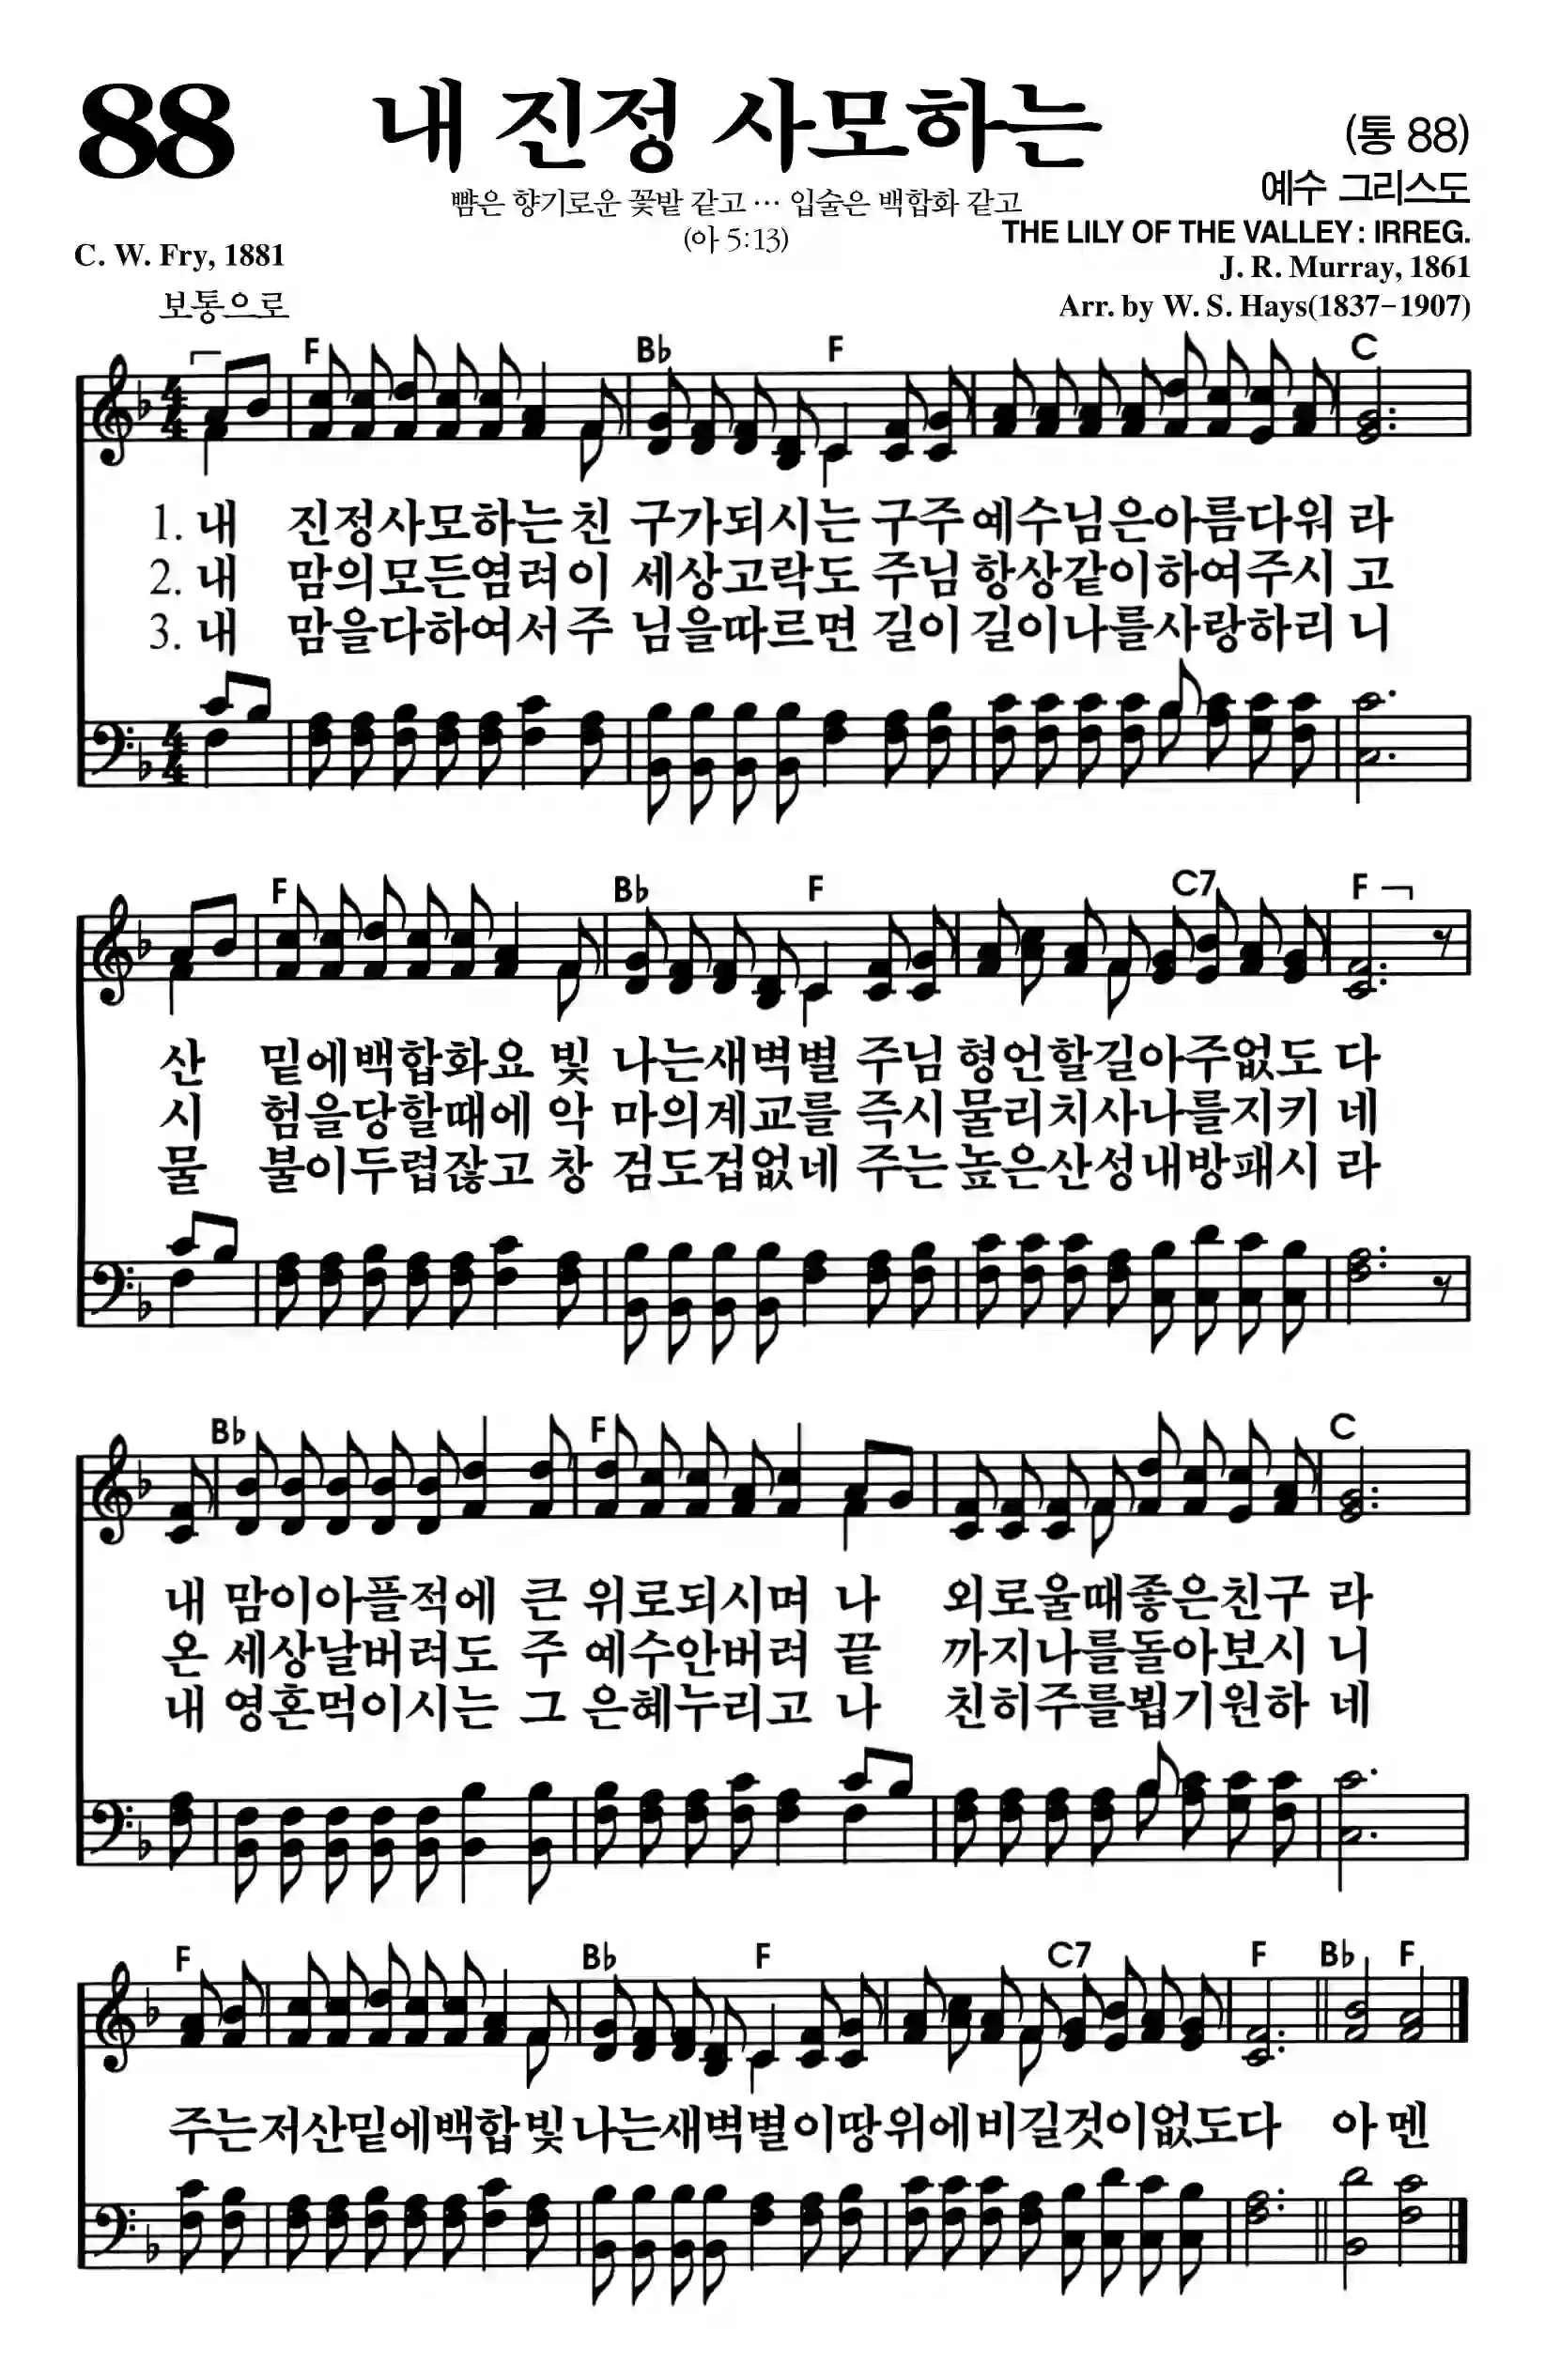 88 내 진정 사모하는 (통 88)
뺨은 향기로운 꽃밭 같고 … 입술은 백합화 같고
(아 5:13)
예수 그리스도
THE LILY OF THE VALLEY : IRREG.
C. W. Fry, 1881
J. R. Murray, 1861
보통으로
Arr. by W. S. Hays(1837-1907)
F B♭ F C
4/4
1. 내 진정사모하는 친 구가되시는 구주 예수님은아름다워 라
2. 내 맘의모든염려 이 세상고락도 주님 항상같이하여주시 고
3. 내 맘을다하여서 주 님을따르면 길이 길이나를사랑하리 니
4/4
F B♭ F C7 F
산 밑에백합화요 빛 나는새벽별 주님 형언할길아주없도 다
시 험을당할때에 악 마의계교를 즉시 물리치사나를지키 네
물 불이두렵잖고 창 검도겁없네 주는 높은산성내방패시 라
B♭ F C
내 맘이아플적에 큰 위로되시며 나 외로울때좋은친구 라
온 세상날버려도 주 예수안버려 끝 까지나를돌아보시 니
내 영혼먹이시는 그 은혜누리고 나 친히주를뵙기원하 네
F B♭ F C7 F B♭ F
주는저산밑에백합 빛나는새벽별이땅위에비길것이없도다 아멘